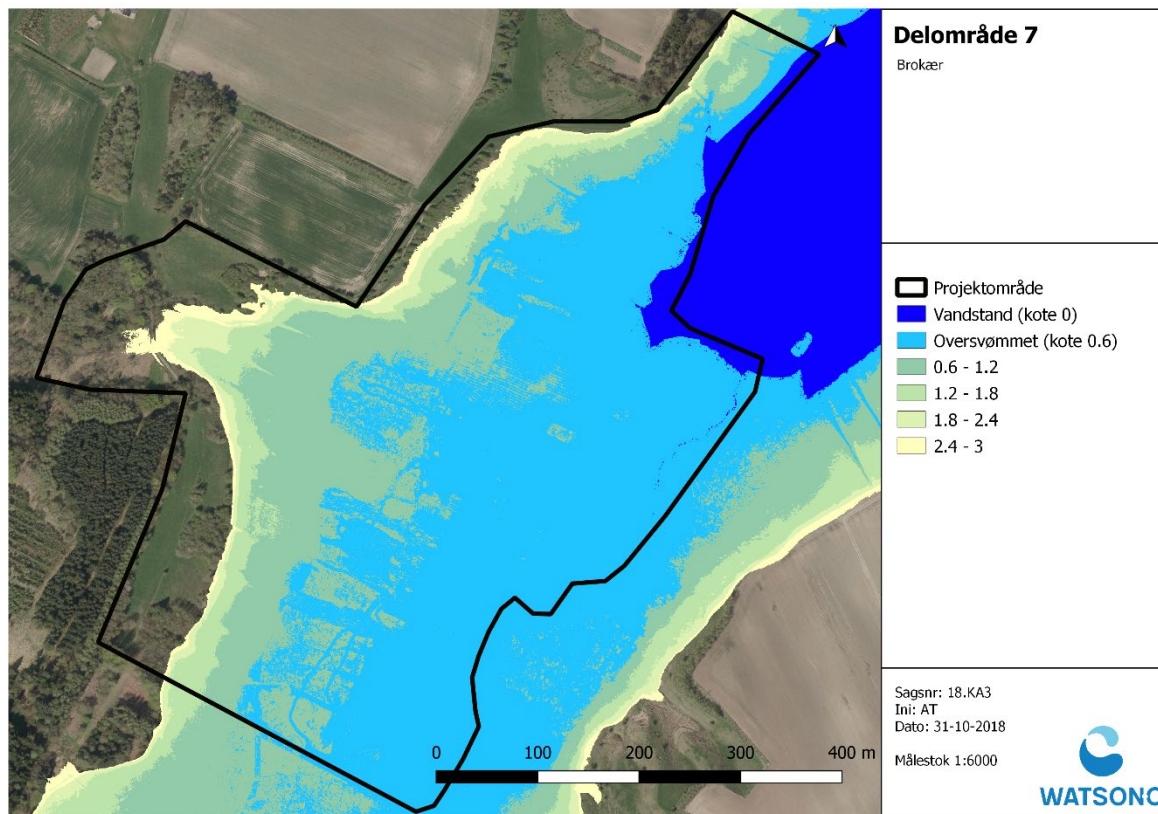 Delområde 7
Brokær
Projektområde
Vandstand (kote 0)
Oversvømmet (kote 0.6)
0.6 - 1.2
1.2 - 1.8
1.8 - 2.4
2.4 - 3
0 100 200 300 400 m
Sagsnr: 18.KA3
Ini: AT
Dato: 31-10-2018
Målestok 1:6000
WATSONC